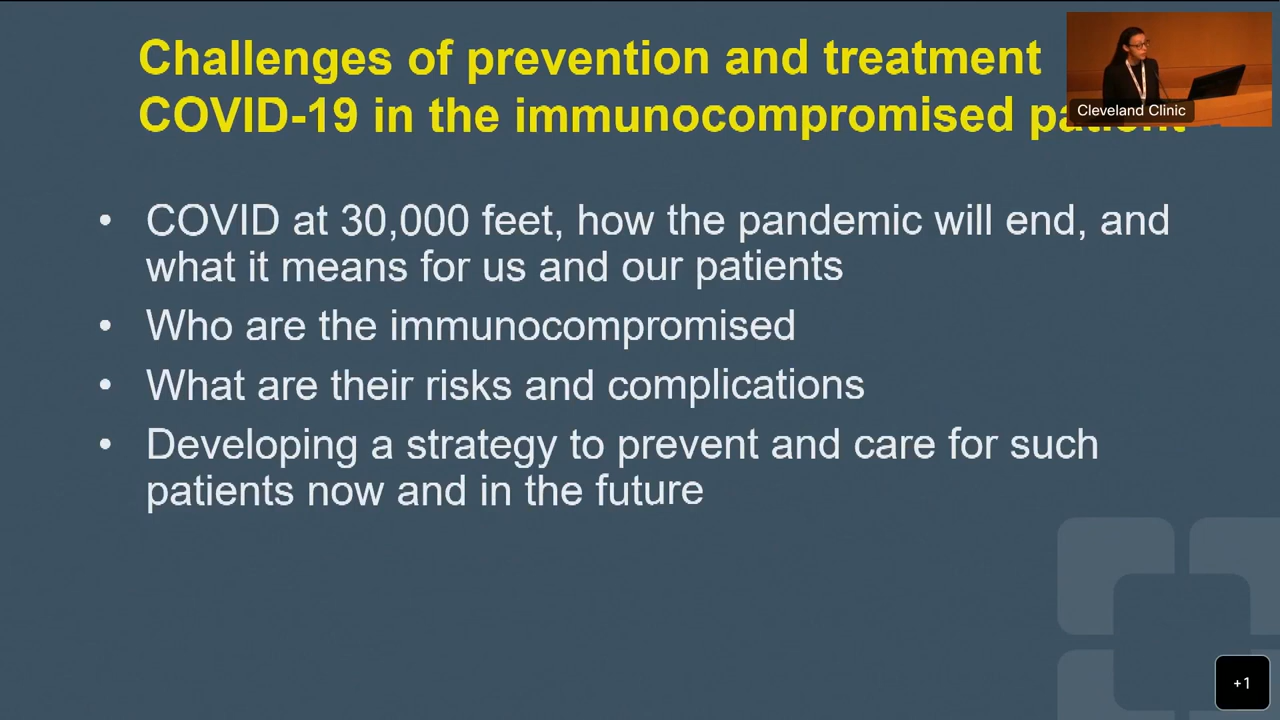 Challenges of prevention and treatment
COVID-19 in the immunocompromised patient
Cleveland Clinic
• COVID at 30,000 feet, how the pandemic will end, and
what it means for us and our patients
• Who are the immunocompromised
• What are their risks and complications
• Developing a strategy to prevent and care for such
patients now and in the future
+1